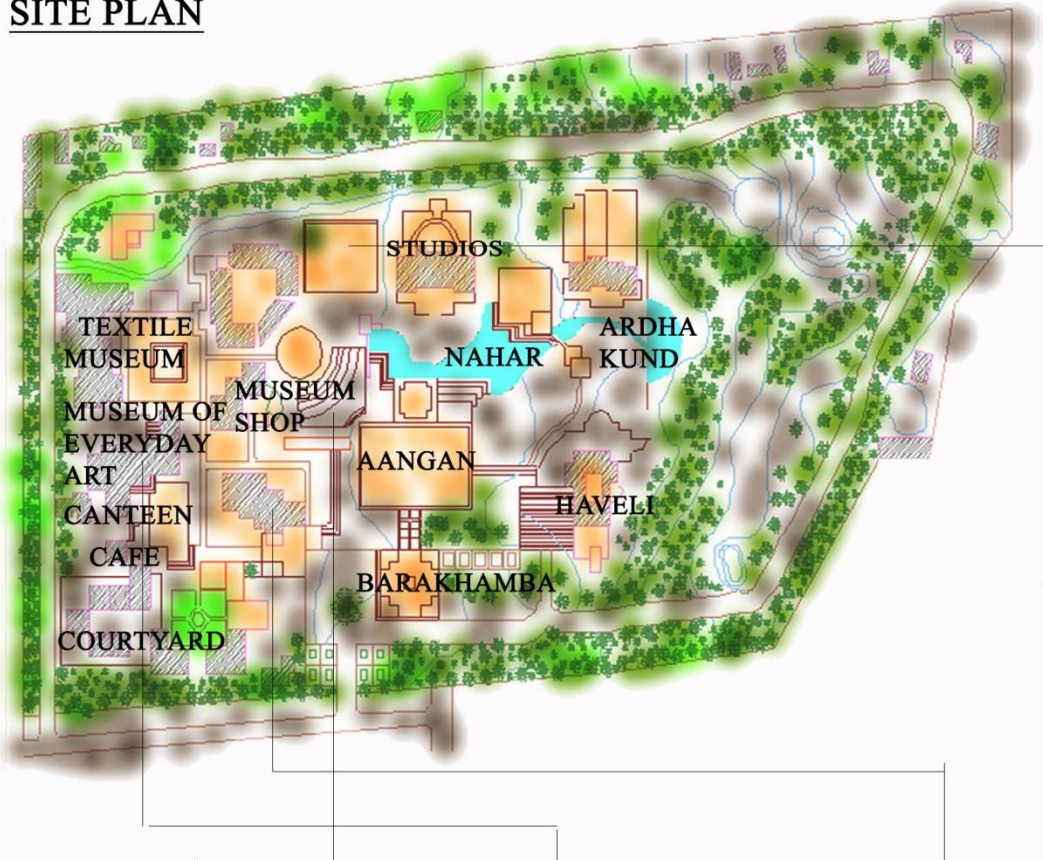 SITE PLAN
STUDIOS
TEXTILE
MUSEUM
NAHAR
ARDHA
KUND
MUSEUM
SHOP
MUSEUM OF
EVERYDAY
ART
AANGAN
CANTEEN
HAVELI
CAFE
BARAKHAMBA
COURTYARD